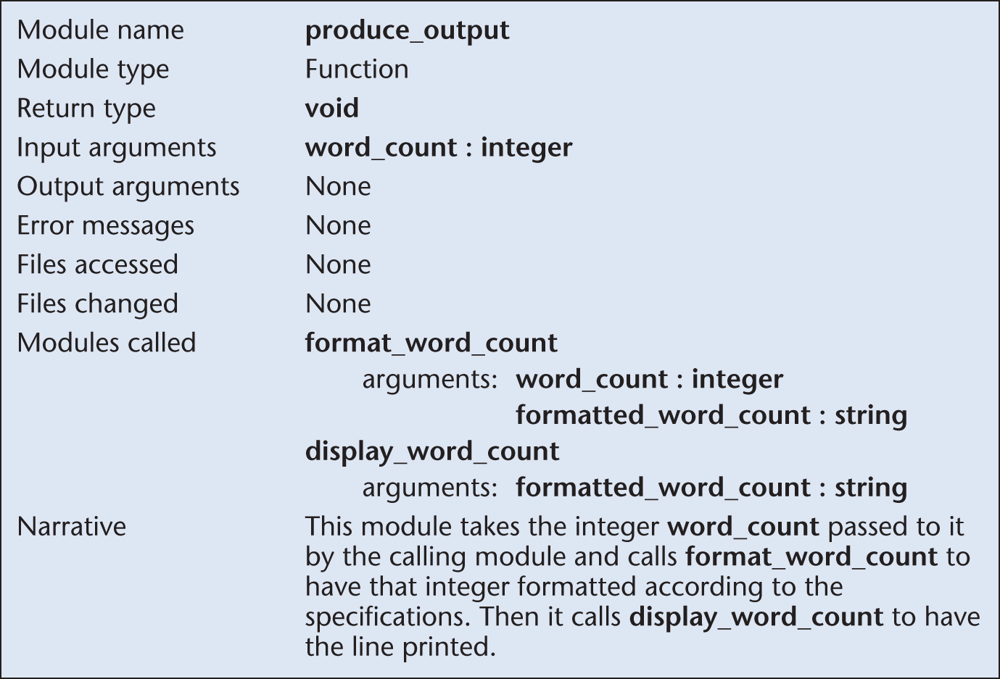 Module name produce_output
Module type Function
Return type void
Input arguments word_count : integer
Output arguments None
Error messages None
Files accessed None
Files changed None
Modules called format_word_count
arguments: word_count : integer
formatted_word_count : string
display_word_count
arguments: formatted_word_count : string
Narrative This module takes the integer word_count passed to it
by the calling module and calls format_word_count to
have that integer formatted according to the
specifications. Then it calls display_word_count to have
the line printed.